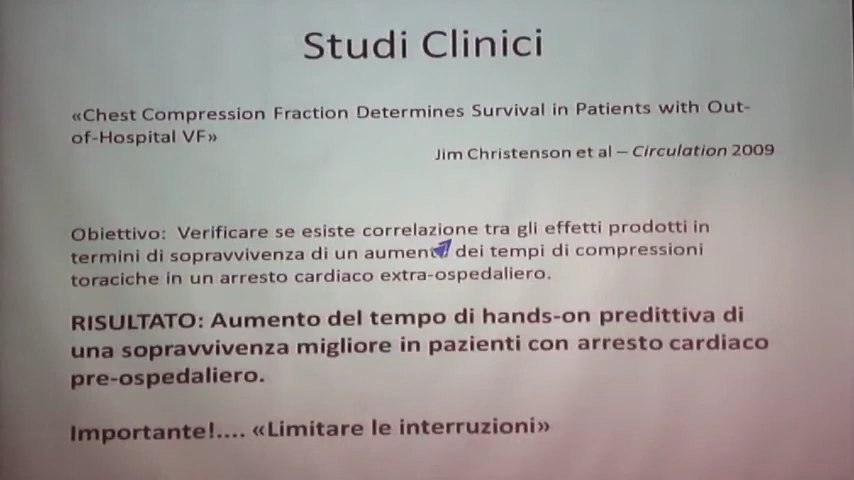 Studi Clinici
«Chest Compression Fraction Determines Survival in Patients with Out-
of-Hospital VF»
Jim Christenson et al – Circulation 2009
Obiettivo: Verificare se esiste correlazione tra gli effetti prodotti in
termini di sopravvivenza di un aumento dei tempi di compressioni
toraciche in un arresto cardiaco extra-ospedaliero.
RISULTATO: Aumento del tempo di hands-on predittiva di
una sopravvivenza migliore in pazienti con arresto cardiaco
pre-ospedaliero.
Importante!.... «Limitare le interruzioni»